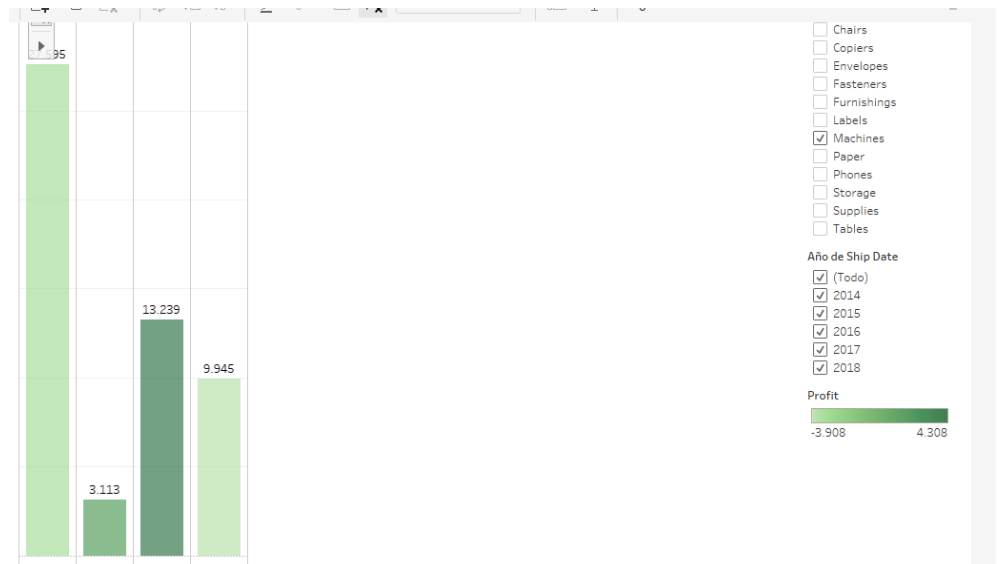 3.113
13.239
9.945
Chairs
Copiers
Envelopes
Fasteners
Furnishings
Labels
Machines
Paper
Phones
Storage
Supplies
Tables
Año de Ship Date
(Todo)
2014
2015
2016
2017
2018
Profit
-3.908 4.308